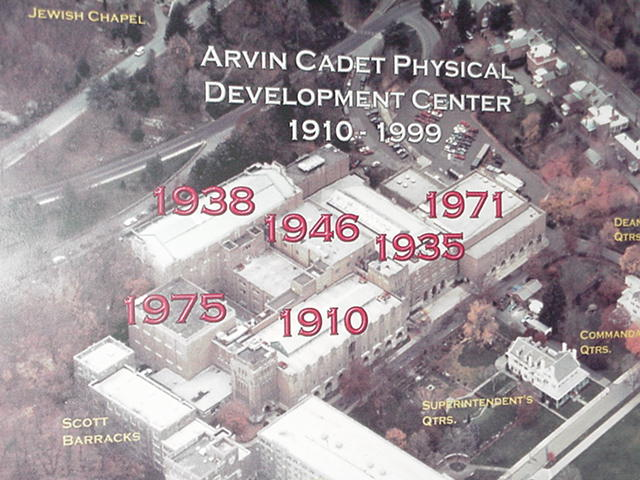 JEWISH CHAPEL
ARVIN CADET PHYSICAL
DEVELOPMENT CENTER
1910 - 1999
1938
1971
1946
1935
1975
1910
DEAN
QTRS
COMMANDA
QTRS.
SUPERINTENDENT'S
QTRS.
SCOTT
BARRACKS